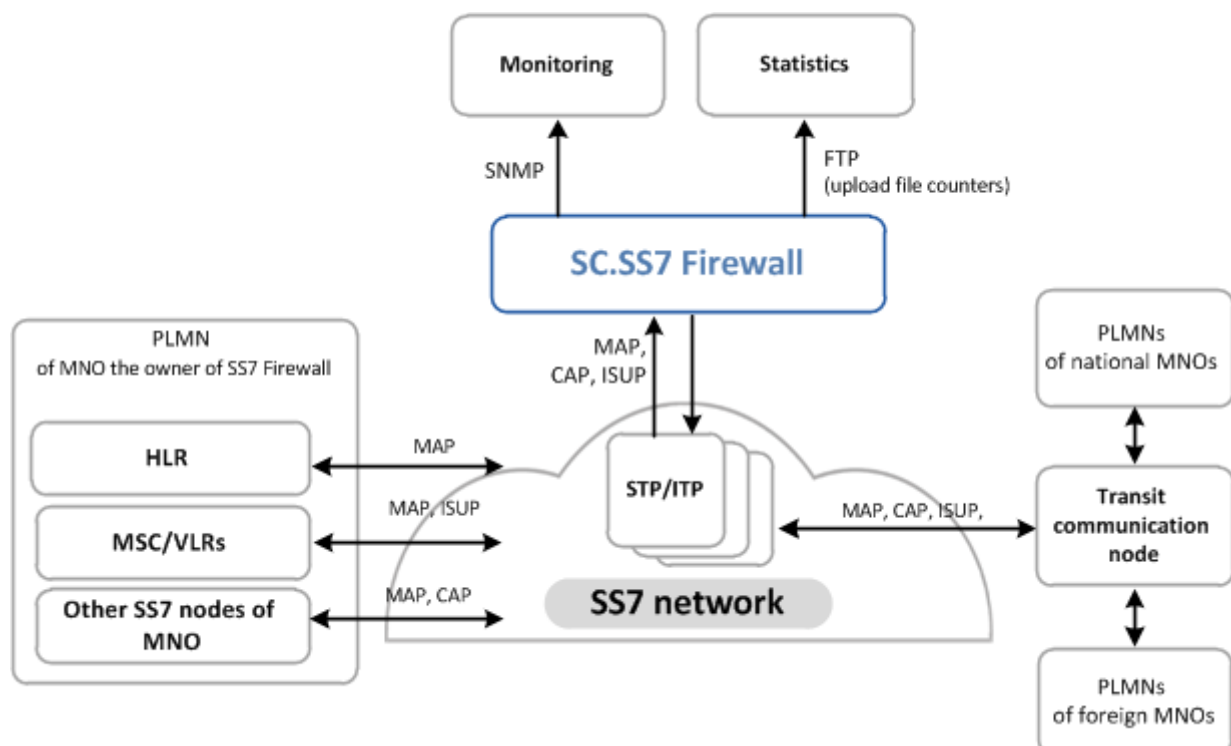 Monitoring
Statistics
SNMP
FTP
(upload file counters)
SC.SS7 Firewall
MAP,
CAP, ISUP
PLMN
of MNO the owner of SS7 Firewall
HLR
MAP
MSC/VLRs
MAP, ISUP
Other SS7 nodes of
MNO
MAP, CAP
STP/ITP
SS7 network
MAP, CAP, ISUP,
PLMNs
of national MNOs
Transit
communication
node
PLMNs
of foreign MNOs